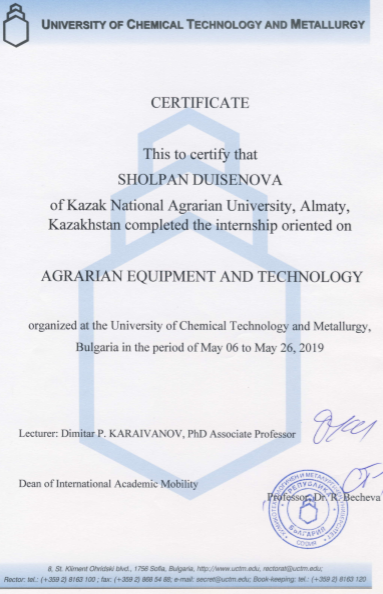 UNIVERSITY OF CHEMICAL TECHNOLOGY AND METALLURGY
CERTIFICATE
This to certify that
SHOLPAN DUISENOVA
of Kazak National Agrarian University, Almaty,
Kazakhstan completed the internship oriented on
AGRARIAN EQUIPMENT AND TECHNOLOGY
organized at the University of Chemical Technology and Metallurgy,
Bulgaria in the period of May 06 to May 26, 2019
Lecturer: Dimitar P. KARAIVANOV, PhD Associate Professor
Dean of International Academic Mobility
Professor Dr. R. Becheva
РЕПУБЛИКА
БЪЛГАРИЯ
СОФИЯ
8, St. Kliment Ohridski blvd., 1756 Sofia, Bulgaria, http://www.uctm.edu, rectorat@uctm.edu;
Rector: tel.: (+359 2) 8163 100 ; fax: (+359 2) 868 54 88; e-mail: secret@uctm.edu; Book-keeping: tel.: (+359 2) 8163 120